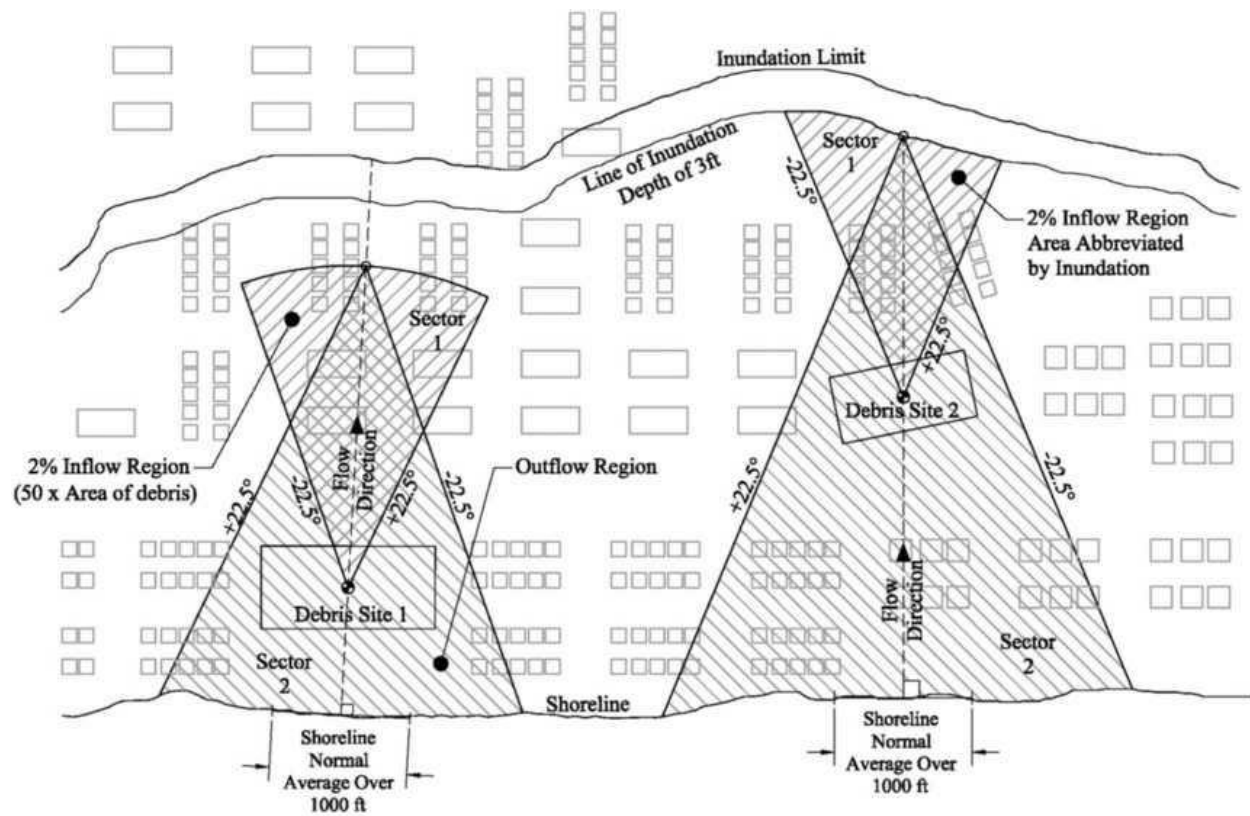 Inundation Limit
Line of Inundation
Depth of 3ft
Sector
1
-22.5°
2% Inflow Region
Area Abbreviated
by Inundation
+22.5°
Debris Site 2
Sector
1
2% Inflow Region
(50 x Area of debris)
+22.5°
-22.5°
Flow
Direction
+22.5°
-22.5°
Outflow Region
Debris Site 1
Sector
2
+22.5°
-22.5°
Flow
Direction
Sector
2
Shoreline
Shoreline
Normal
Average Over
1000 ft
Shoreline
Normal
Average Over
1000 ft